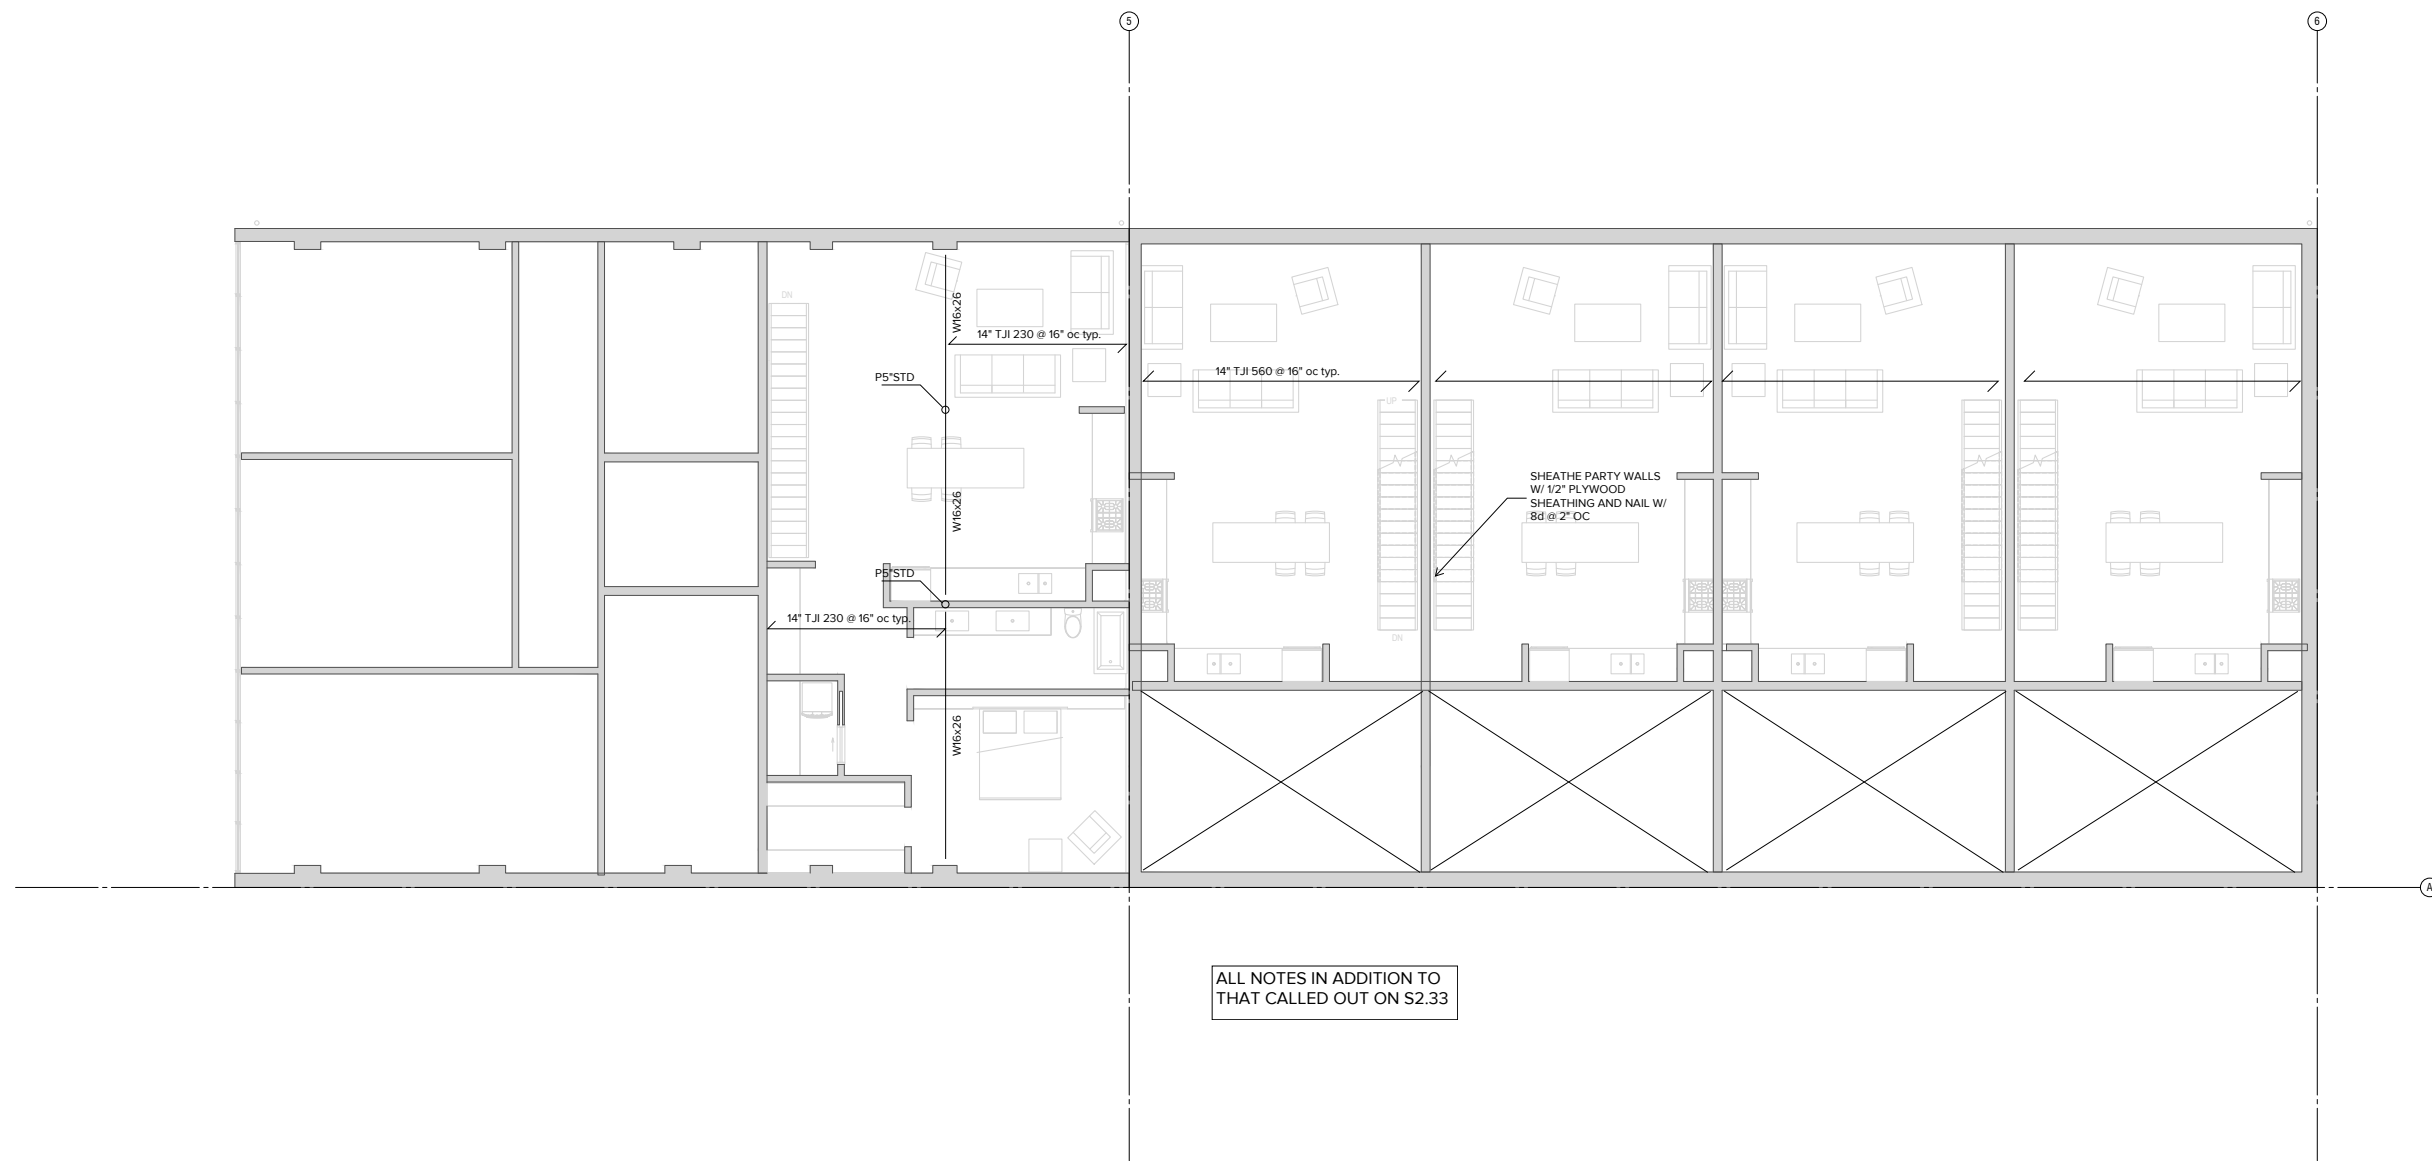 5
6
DN
W16x26
14" TJI 230 @ 16" oc typ.
P5"STD
14" TJI 560 @ 16" oc typ.
UP
W16x26
SHEATHE PARTY WALLS
W/ 1/2" PLYWOOD
SHEATHING AND NAIL W/
8d @ 2" OC
P5"STD
14" TJI 230 @ 16" oc typ.
DN
W16x26
A
ALL NOTES IN ADDITION TO
THAT CALLED OUT ON S2.33